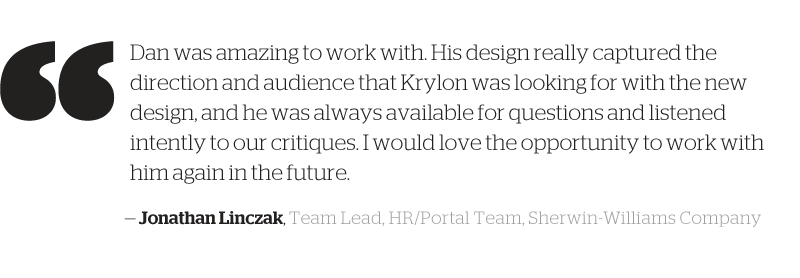 “
Dan was amazing to work with. His design really captured the
direction and audience that Krylon was looking for with the new
design, and he was always available for questions and listened
intently to our critiques. I would love the opportunity to work with
him again in the future.
– Jonathan Linczak, Team Lead, HR/Portal Team, Sherwin-Williams Company